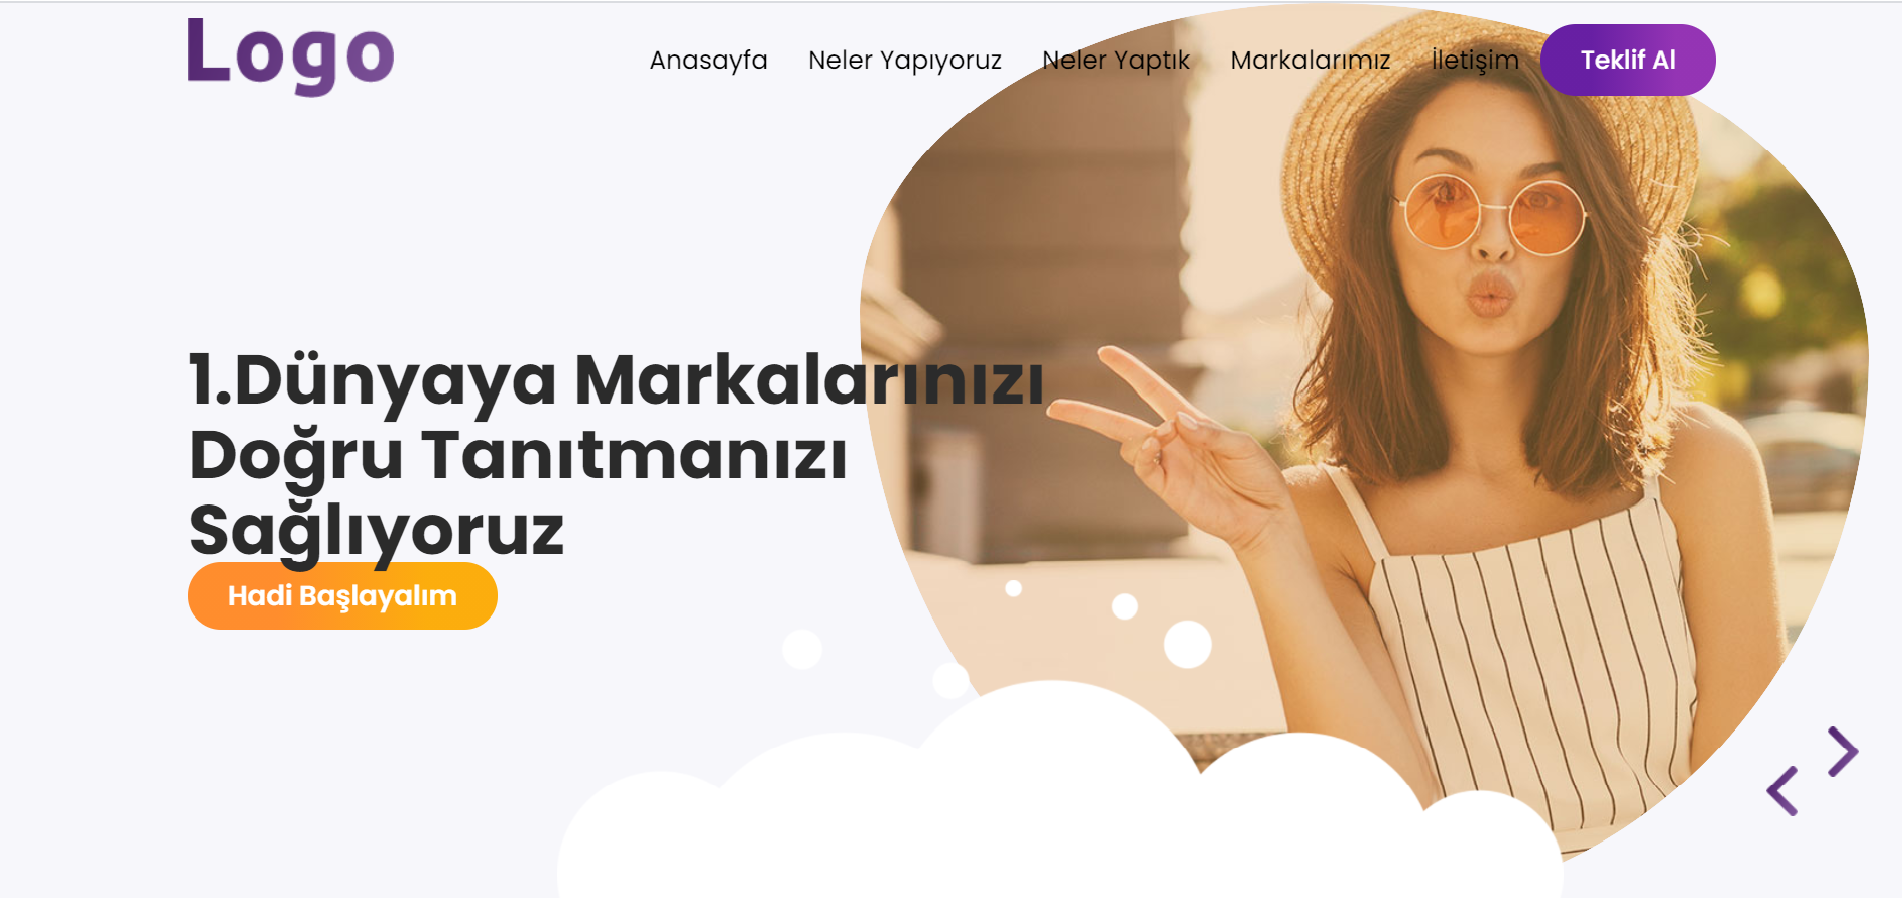 Logo
Anasayfa
Neler Yapıyoruz
Neler Yaptık
Markalarımız
İletişim
Teklif Al
1.Dünyaya Markalarınızı
Doğru Tanıtmanızı
Sağlıyoruz
Hadi Başlayalım